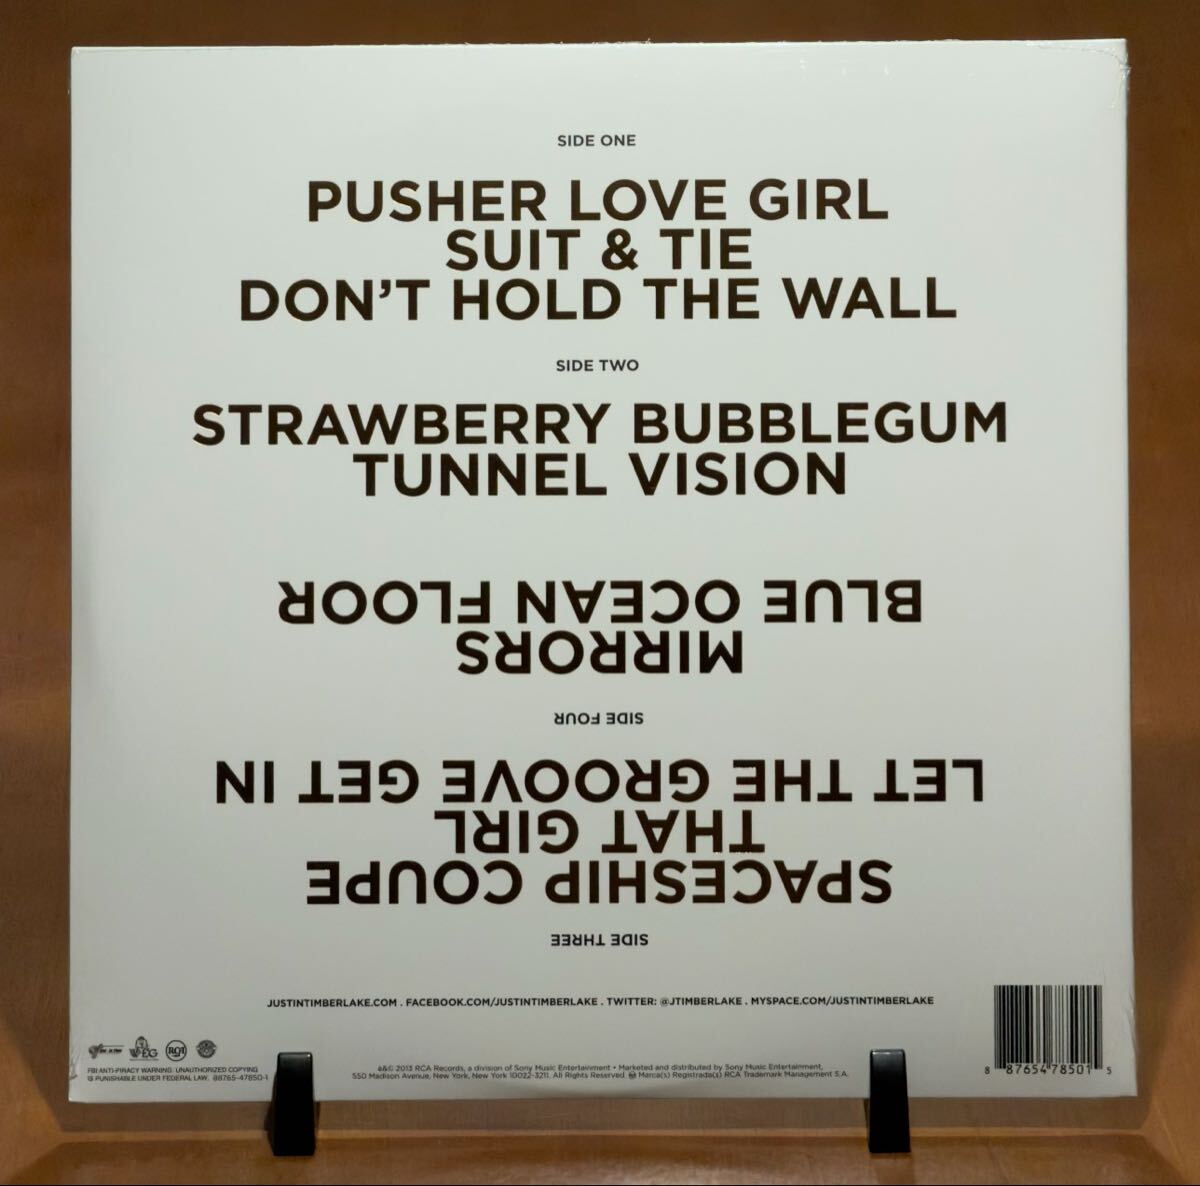 SIDE ONE
PUSHER LOVE GIRL
SUIT & TIE
DON'T HOLD THE WALL
SIDE TWO
STRAWBERRY BUBBLEGUM
TUNNEL VISION
SIDE THREE
SPACESHIP COUPE
THAT GIRL
LET THE GROOVE GET IN
SIDE FOUR
MIRRORS
BLUE OCEAN FLOOR
JUSTINTIMBERLAKE.COM . FACEBOOK.COM/JUSTINTIMBERLAKE . TWITTER: @JTIMBERLAKE . MYSPACE.COM/JUSTINTIMBERLAKE
WEG
RCA
FBI ANTI-PIRACY WARNING: UNAUTHORIZED COPYING
IS PUNISHABLE UNDER FEDERAL LAW. 88765-47850-1
℗&© 2013 RCA Records, a division of Sony Music Entertainment • Marketed and distributed by Sony Music Entertainment,
550 Madison Avenue, New York, New York 10022-3211. All Rights Reserved. Marca(s) Registrada(s) RCA Trademark Management S.A.
8 87654 78501 5